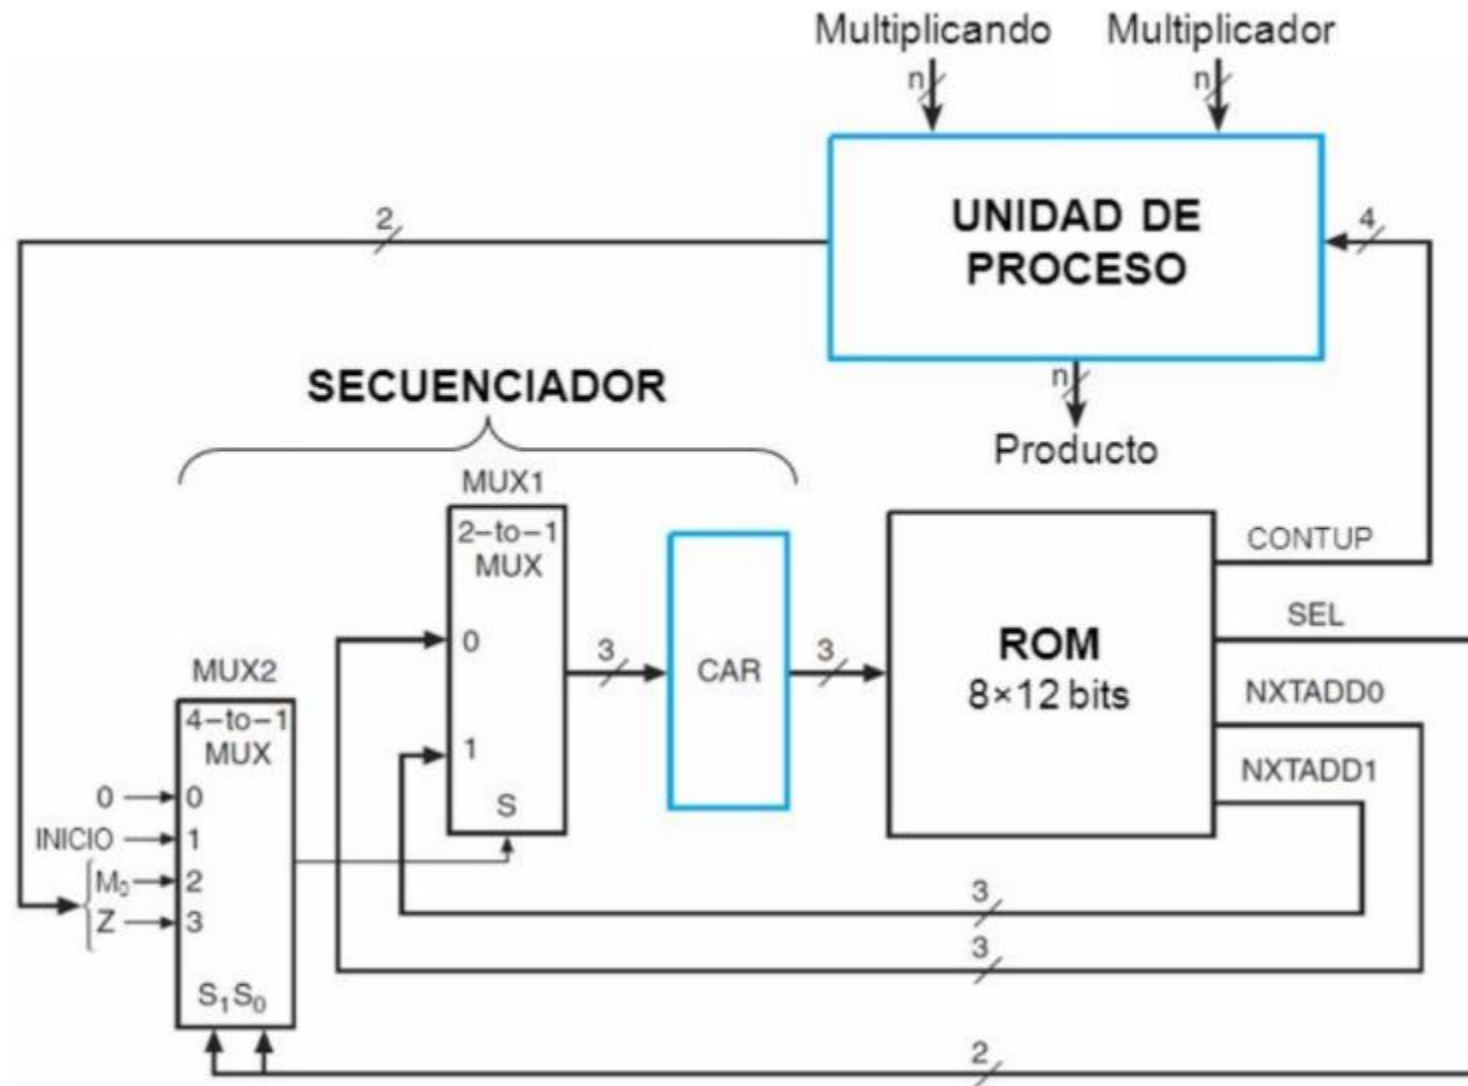 Multiplicando
Multiplicador
n
n
UNIDAD DE
PROCESO
2
4
n
Producto
SECUENCIADOR
MUX1
2-to-1
MUX
0
1
S
3
CAR
3
ROM
8×12 bits
CONTUP
SEL
NXTADD0
NXTADD1
MUX2
4-to-1
MUX
0
0
INICIO
1
M₀
2
Z
3
S₁S₀
3
3
2